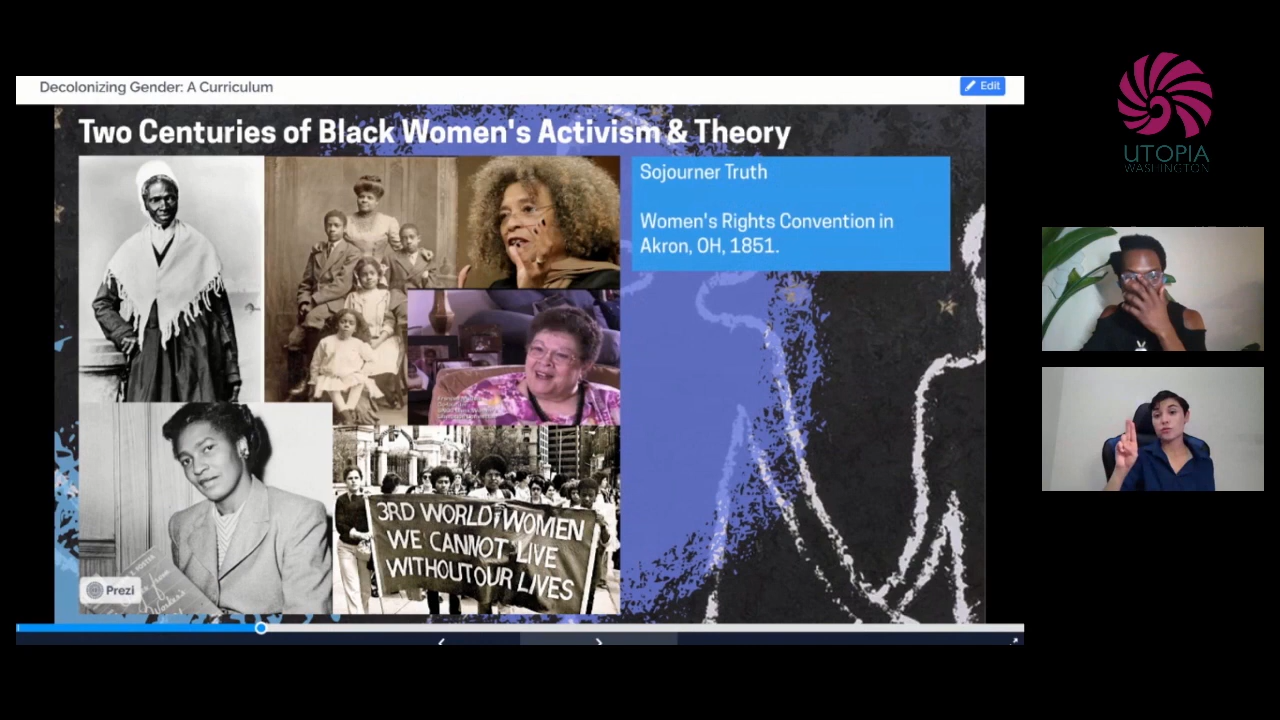 Decolonizing Gender: A Curriculum
Edit
Two Centuries of Black Women's Activism & Theory
Sojourner Truth
Women's Rights Convention in
Akron, OH, 1851.
3RD WORLD WOMEN
WE CANNOT LIVE
WITHOUT OUR LIVES
Prezi
UTOPIA
WASHINGTON